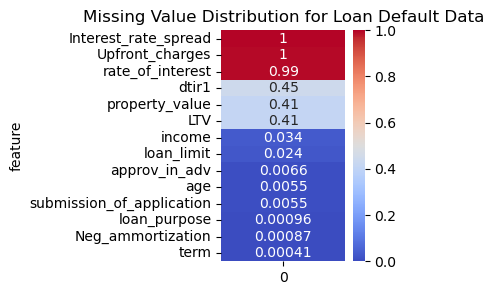 Missing Value Distribution for Loan Default Data
feature
Interest_rate_spread 1
Upfront_charges 1
rate_of_interest 0.99
dtir1 0.45
property_value 0.41
LTV 0.41
income 0.034
loan_limit 0.024
approv_in_adv 0.0066
age 0.0055
submission_of_application 0.0055
loan_purpose 0.00096
Neg_ammortization 0.00087
term 0.00041
0
1.0
0.8
0.6
0.4
0.2
0.0